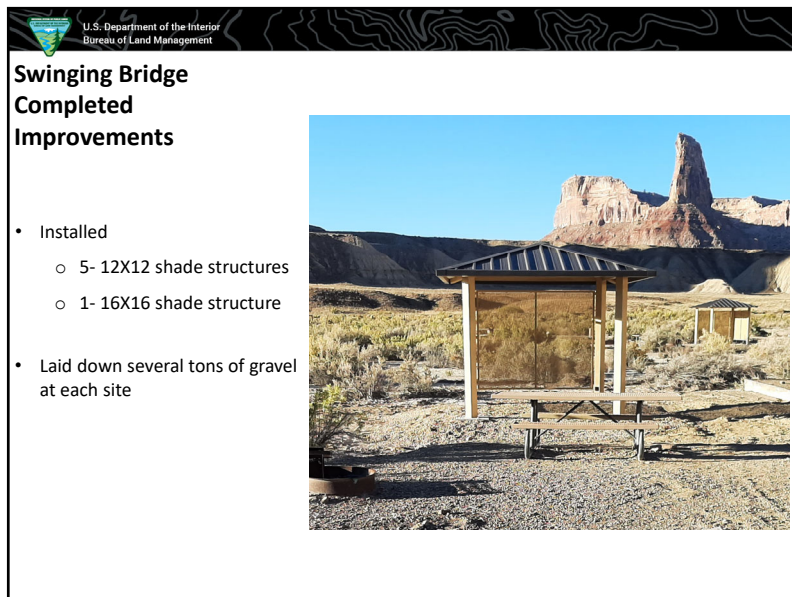 U.S. Department of the Interior
Bureau of Land Management
Swinging Bridge
Completed
Improvements
• Installed
o 5- 12X12 shade structures
o 1- 16X16 shade structure
• Laid down several tons of gravel
at each site